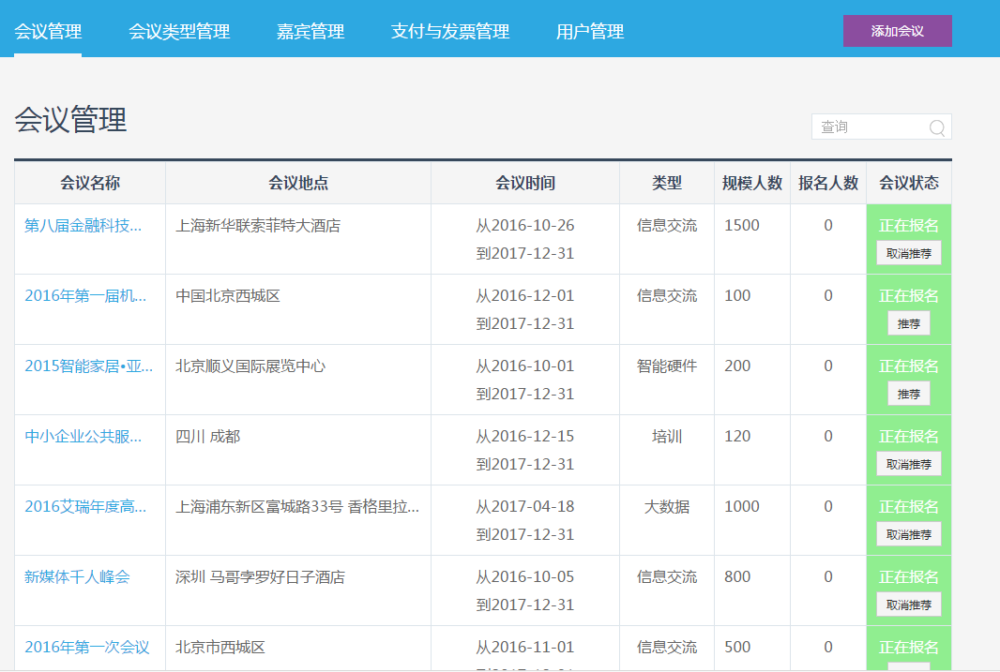 会议管理 会议类型管理 嘉宾管理 支付与发票管理 用户管理 添加会议
会议管理
查询
会议名称 会议地点 会议时间 类型 规模人数 报名人数 会议状态
第八届金融科技... 上海新华联索菲特大酒店 从2016-10-26 信息交流 1500 0 正在报名
到2017-12-31 取消推荐
2016年第一届机... 中国北京西城区 从2016-12-01 信息交流 100 0 正在报名
到2017-12-31 推荐
2015智能家居•亚... 北京顺义国际展览中心 从2016-10-01 智能硬件 200 0 正在报名
到2017-12-31 推荐
中小企业公共服... 四川 成都 从2016-12-15 培训 120 0 正在报名
到2017-12-31 取消推荐
2016艾瑞年度高... 上海浦东新区富城路33号 香格里拉... 从2017-04-18 大数据 1000 0 正在报名
到2017-12-31 取消推荐
新媒体千人峰会 深圳 马哥孛罗好日子酒店 从2016-10-05 信息交流 800 0 正在报名
到2017-12-31 取消推荐
2016年第一次会议 北京市西城区 从2016-11-01 信息交流 500 0 正在报名